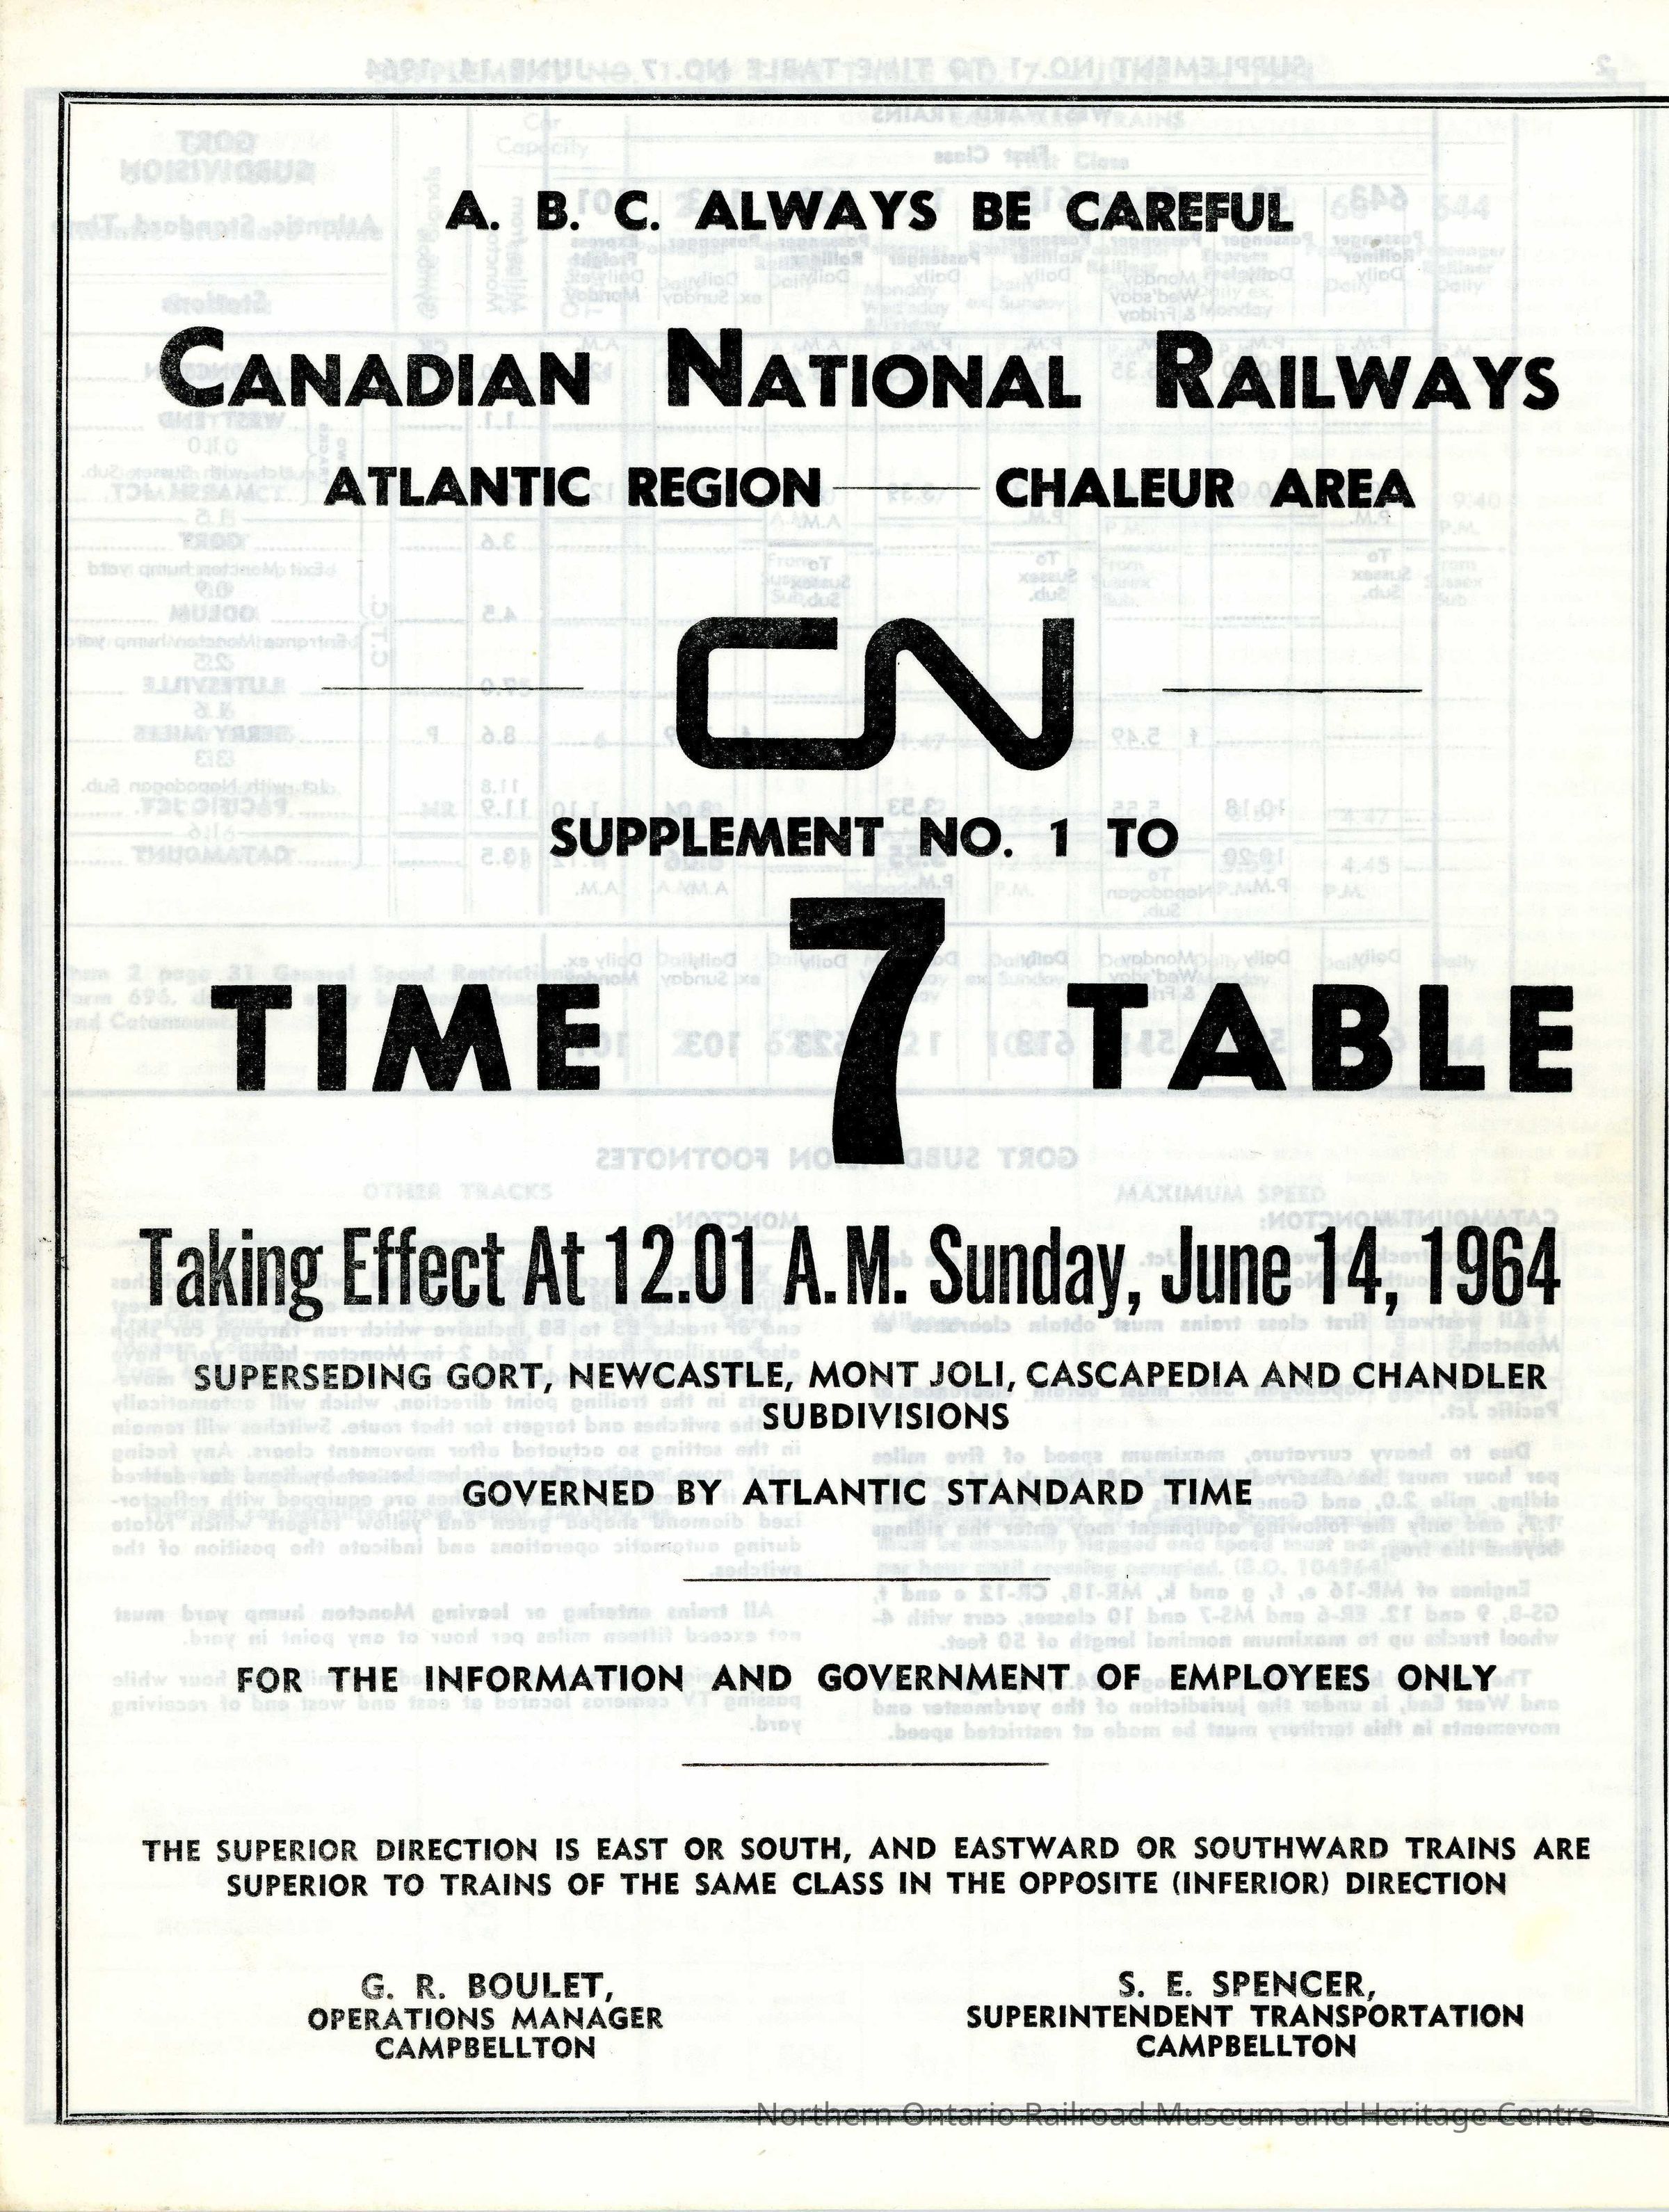 A. B. C. ALWAYS BE CAREFUL
CANADIAN NATIONAL RAILWAYS
ATLANTIC REGION — CHALEUR AREA
CN
SUPPLEMENT NO. 1 TO
TIME 7 TABLE
Taking Effect At 12.01 A.M. Sunday, June 14, 1964
SUPERSEDING GORT, NEWCASTLE, MONT JOLI, CASCAPEDIA AND CHANDLER
SUBDIVISIONS
GOVERNED BY ATLANTIC STANDARD TIME
FOR THE INFORMATION AND GOVERNMENT OF EMPLOYEES ONLY
THE SUPERIOR DIRECTION IS EAST OR SOUTH, AND EASTWARD OR SOUTHWARD TRAINS ARE
SUPERIOR TO TRAINS OF THE SAME CLASS IN THE OPPOSITE (INFERIOR) DIRECTION
G. R. BOULET,
OPERATIONS MANAGER
CAMPBELLTON
S. E. SPENCER,
SUPERINTENDENT TRANSPORTATION
CAMPBELLTON
Northern Ontario Railroad Museum and Heritage Centre